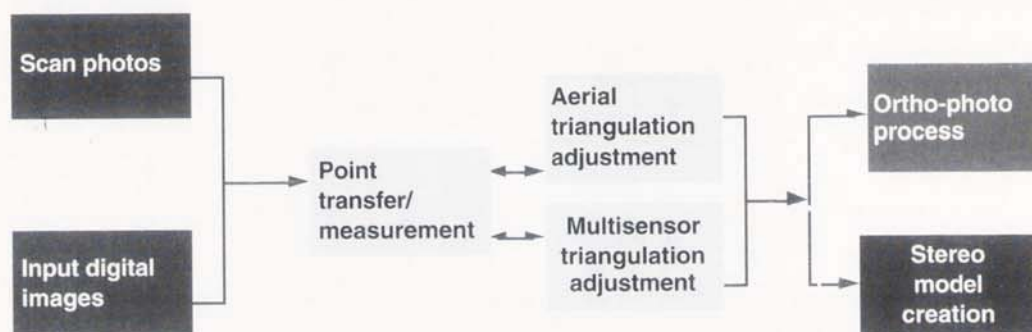 Scan photos
Input digital
images
Point
transfer/
measurement
Aerial
triangulation
adjustment
Multisensor
triangulation
adjustment
Ortho-photo
process
Stereo
model
creation